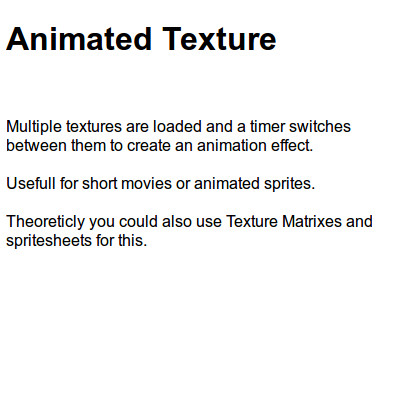 Animated Texture
Multiple textures are loaded and a timer switches
between them to create an animation effect.
Usefull for short movies or animated sprites.
Theoreticly you could also use Texture Matrixes and
spritesheets for this.